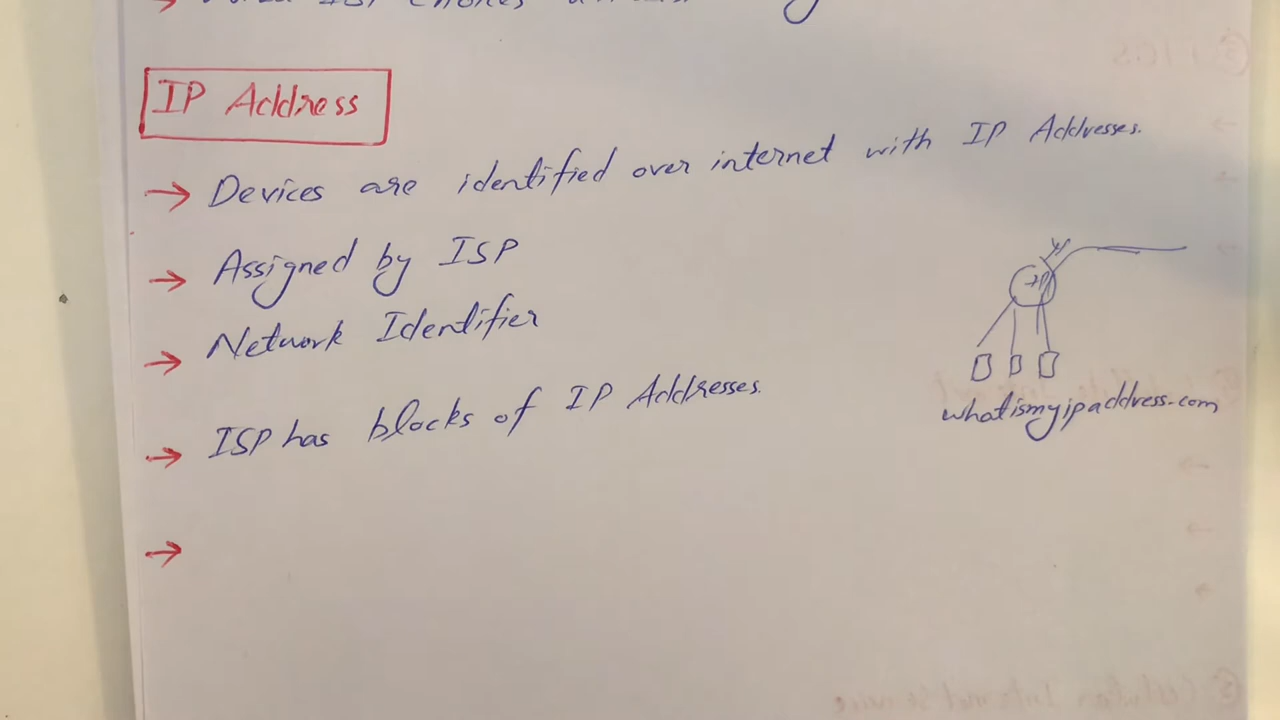 IP Address
→ Devices are identified over internet with IP Addresses.
→ Assigned by ISP
→ Network Identifier
IP
whatismyipaddress.com
→ ISP has blocks of IP Addresses.
→